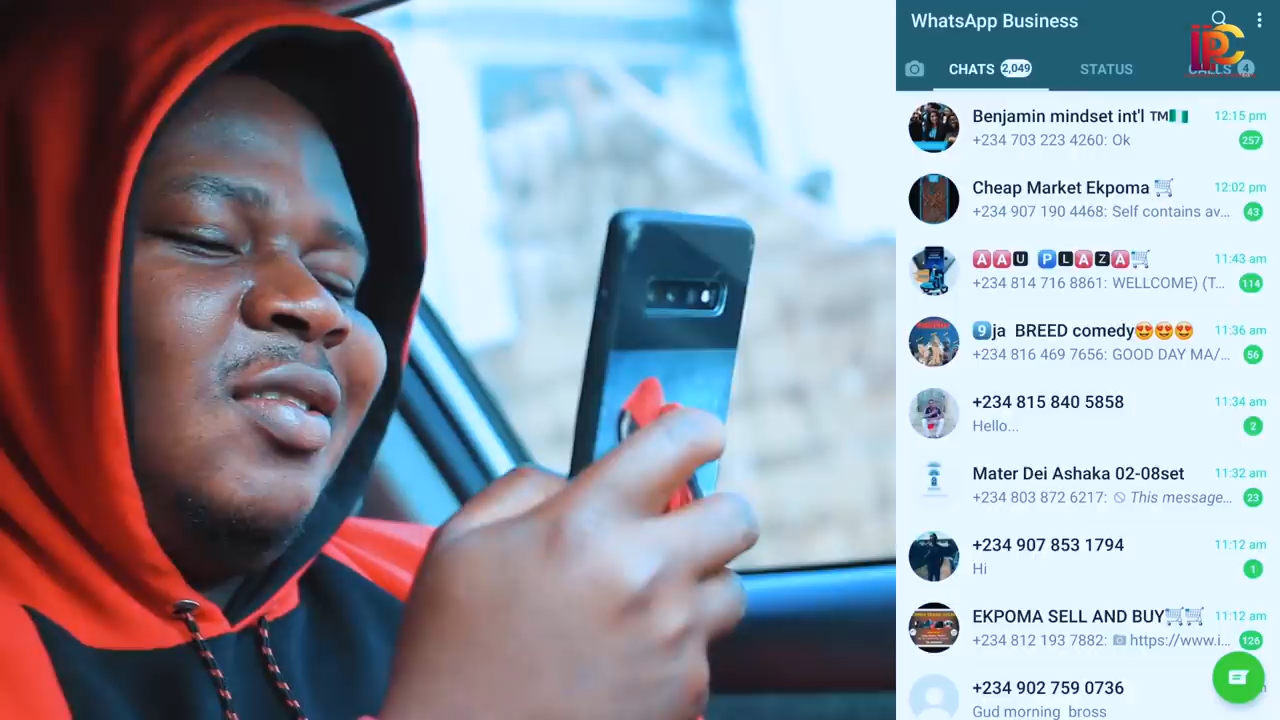 WhatsApp Business
IPC
CHATS 2,049 STATUS CALLS 4
Benjamin mindset int'l ™🇳🇬 12:15 pm
+234 703 223 4260: Ok 257
Cheap Market Ekpoma 🛒 12:02 pm
+234 907 190 4468: Self contains av... 43
🅰🅰🆄 🅿🅻🅰🆉🅰🛒 11:43 am
+234 814 716 8861: WELLCOME) (T... 114
9️⃣ja BREED comedy😍😍😍 11:36 am
+234 816 469 7656: GOOD DAY MA/... 56
+234 815 840 5858 11:34 am
Hello... 2
Mater Dei Ashaka 02-08set 11:32 am
+234 803 872 6217: 🚫 This message... 23
+234 907 853 1794 11:12 am
Hi 1
EKPOMA SELL AND BUY🛒🛒 11:12 am
+234 812 193 7882: 📷 https://www.i... 126
+234 902 759 0736
Gud morning bross